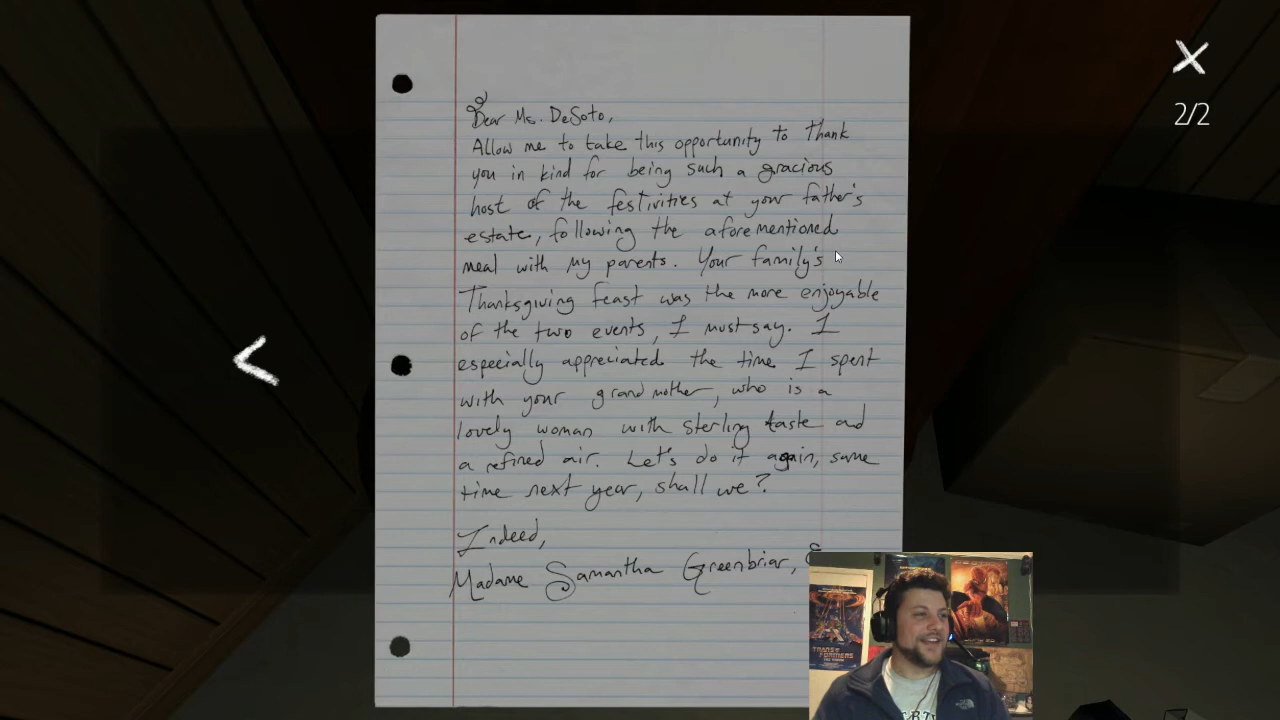 2/2
Dear Ms. DeSoto,
Allow me to take this opportunity to thank
you in kind for being such a gracious
host of the festivities at your father's
estate, following the aforementioned
meal with my parents. Your family's
Thanksgiving feast was the more enjoyable
of the two events, I must say. I
especially appreciated the time I spent
with your grandmother, who is a
lovely woman with sterling taste and
a refined air. Let's do it again, same
time next year, shall we?
Indeed,
Madame Samantha Greenbriar,
TRANSFORMERS